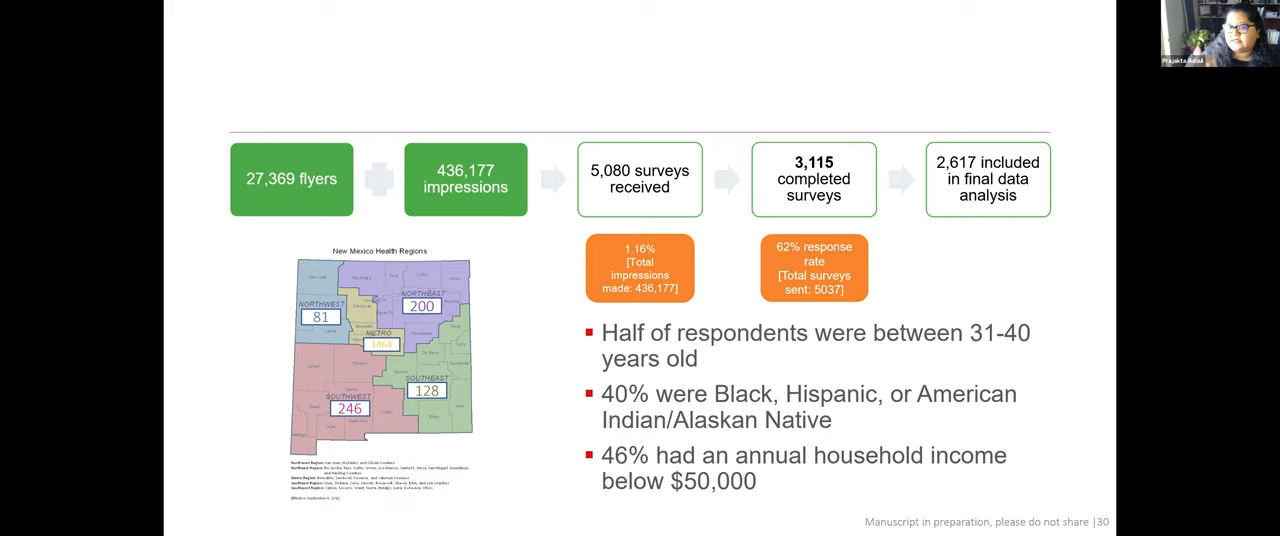 Prajakta Adsul
27,369 flyers
436,177
impressions
5,080 surveys
received
3,115
completed
surveys
2,617 included
in final data
analysis
1.16%
[Total
impressions
made: 436,177]
62% response
rate
[Total surveys
sent: 5037]
New Mexico Health Regions
NORTHWEST
81
NORTHEAST
200
METRO
1464
SOUTHEAST
128
SOUTHWEST
246
▪ Half of respondents were between 31-40
years old
▪ 40% were Black, Hispanic, or American
Indian/Alaskan Native
▪ 46% had an annual household income
below $50,000
Manuscript in preparation, please do not share |30